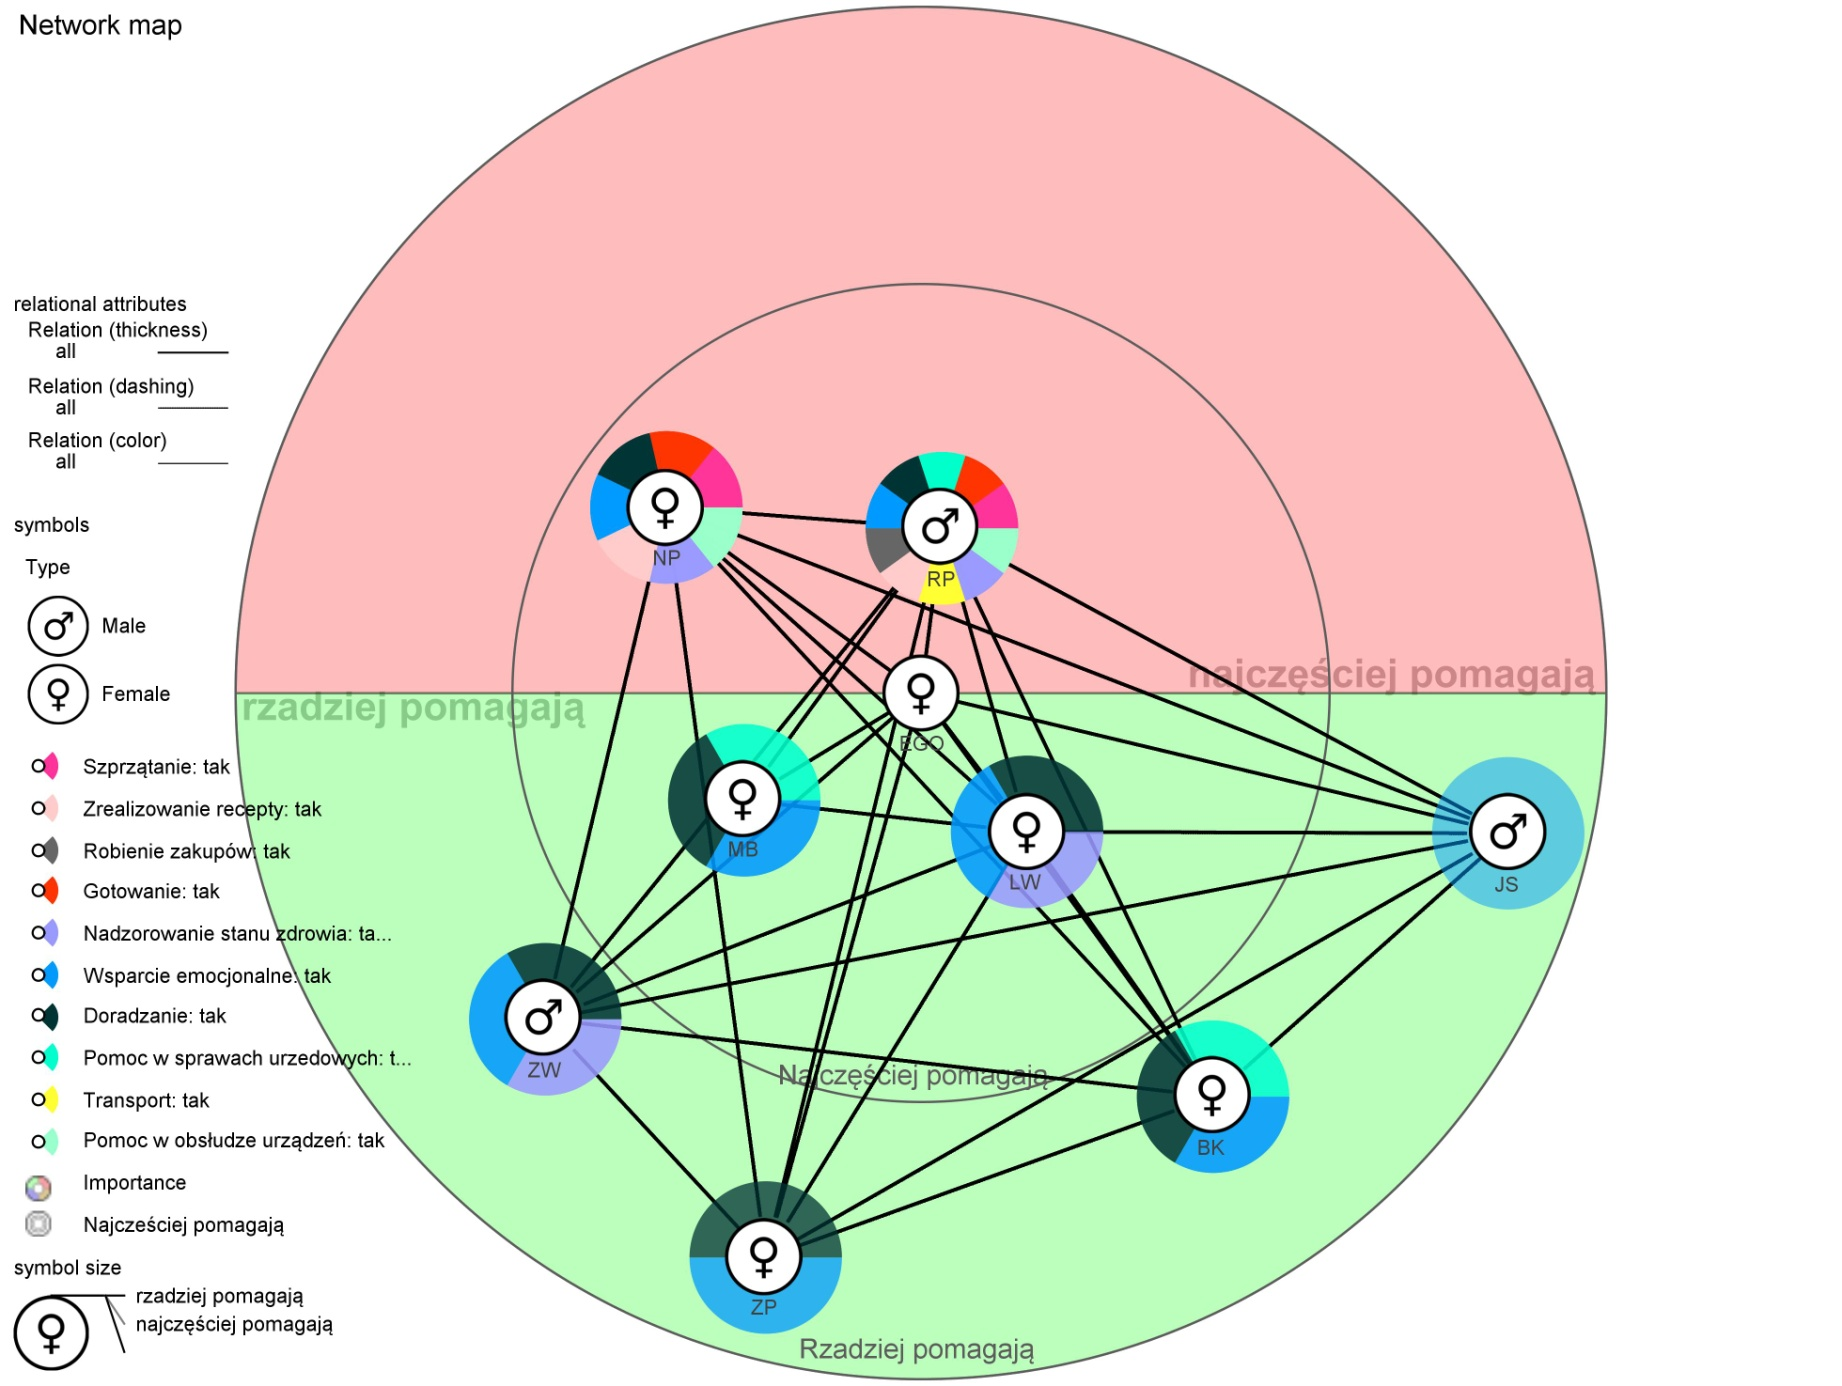 Network map
relational attributes
Relation (thickness)
all
Relation (dashing)
all
Relation (color)
all
symbols
Type
Male
Female
Szprzątanie: tak
Zrealizowanie recepty: tak
Robienie zakupów: tak
Gotowanie: tak
Nadzorowanie stanu zdrowia: ta...
Wsparcie emocjonalne: tak
Doradzanie: tak
Pomoc w sprawach urzedowych: t...
Transport: tak
Pomoc w obsłudze urządzeń: tak
Importance
Najcześciej pomagają
symbol size
rzadziej pomagają
najczęściej pomagają
NP
RP
najczęściej pomagają
rzadziej pomagają
EGO
MB
LW
JS
ZW
Najczęściej pomagają
BK
ZP
Rzadziej pomagają